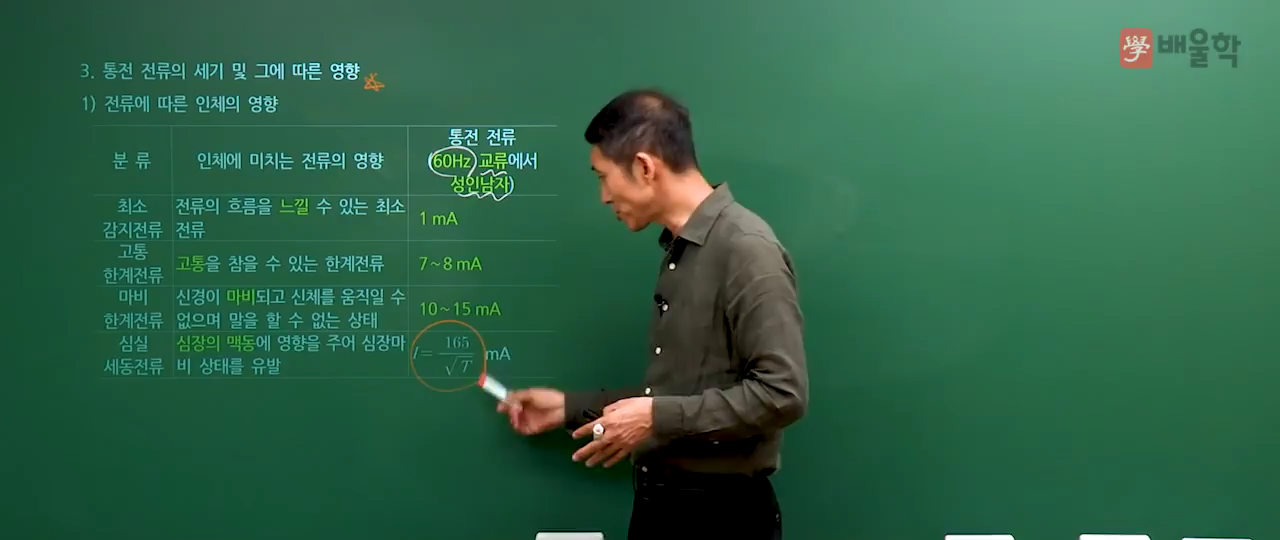 學 배울학
3. 통전 전류의 세기 및 그에 따른 영향
1) 전류에 따른 인체의 영향
분 류
인체에 미치는 전류의 영향
통전 전류
(60Hz 교류에서
성인남자)
최소
감지전류
전류의 흐름을 느낄 수 있는 최소
전류
1 mA
고통
한계전류
고통을 참을 수 있는 한계전류
7~8 mA
마비
한계전류
신경이 마비되고 신체를 움직일 수
없으며 말을 할 수 없는 상태
10~15 mA
심실
세동전류
심장의 맥동에 영향을 주어 심장마
비 상태를 유발
I = 165/√T mA